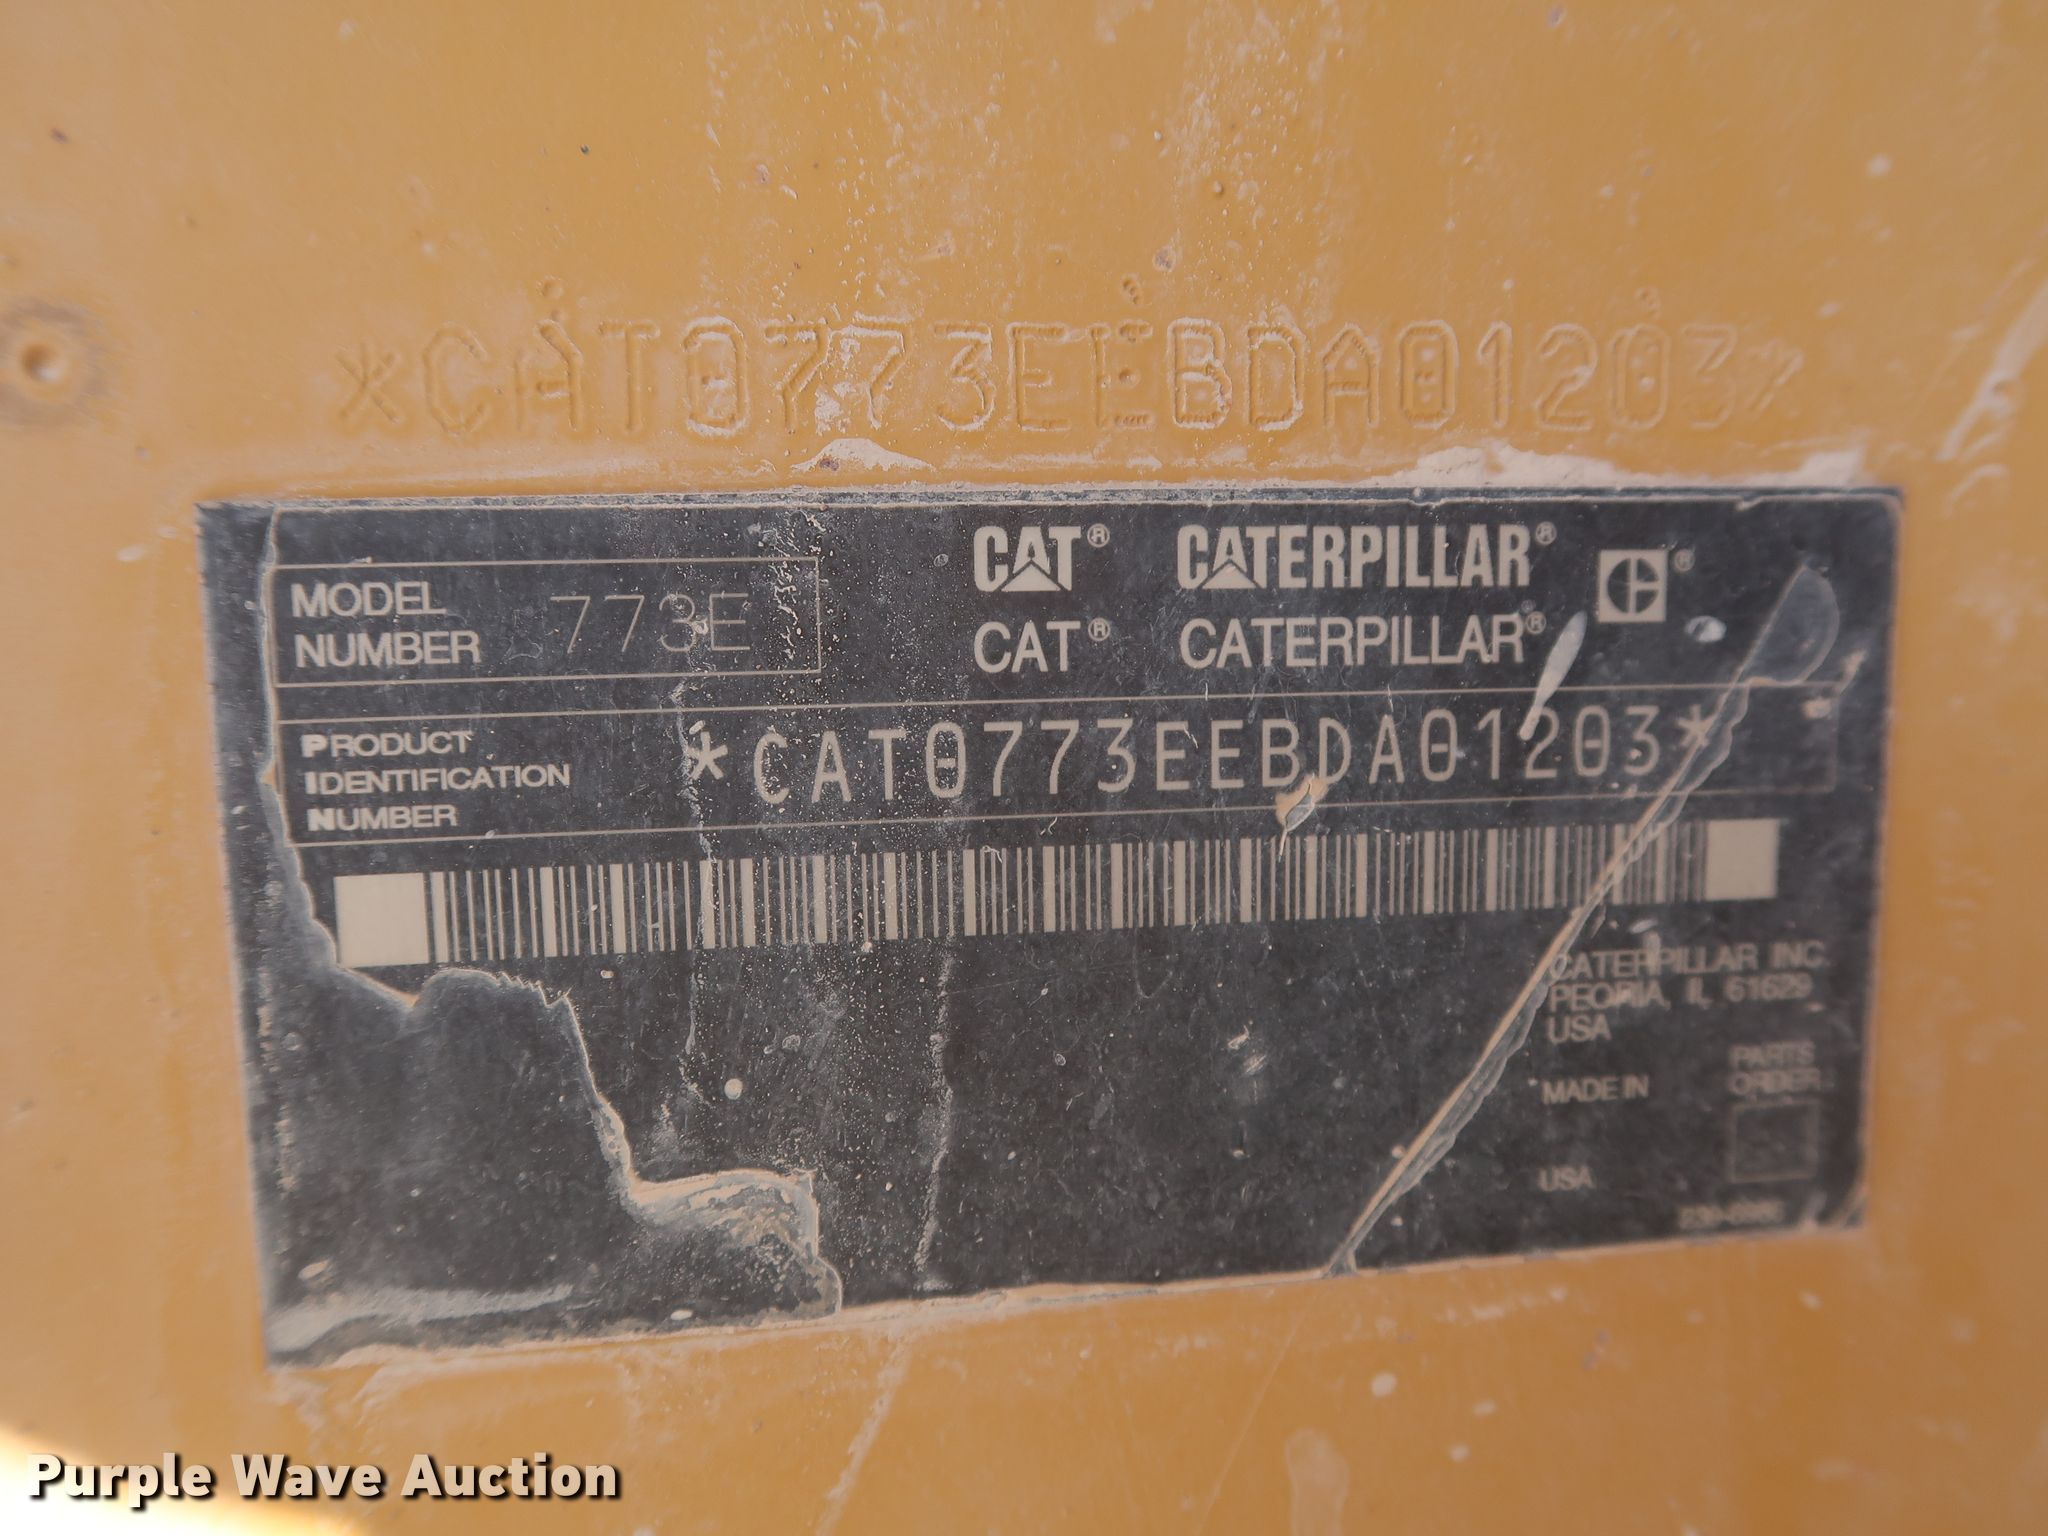 *CAT0773EEBDA01203*
CAT® CATERPILLAR® ®
MODEL
NUMBER 773E
CAT® CATERPILLAR®
PRODUCT
IDENTIFICATION
NUMBER
*CAT0773EEBDA01203*
CATERPILLAR INC.
PEORIA, IL 61629
USA
MADE IN
USA
PARTS
ORDER
Purple Wave Auction